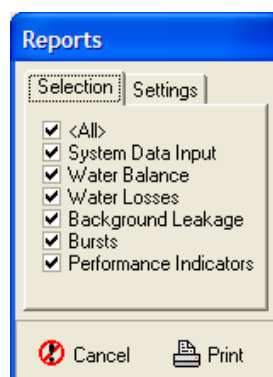 Reports
Selection Settings
<All>
System Data Input
Water Balance
Water Losses
Background Leakage
Bursts
Performance Indicators
Cancel Print